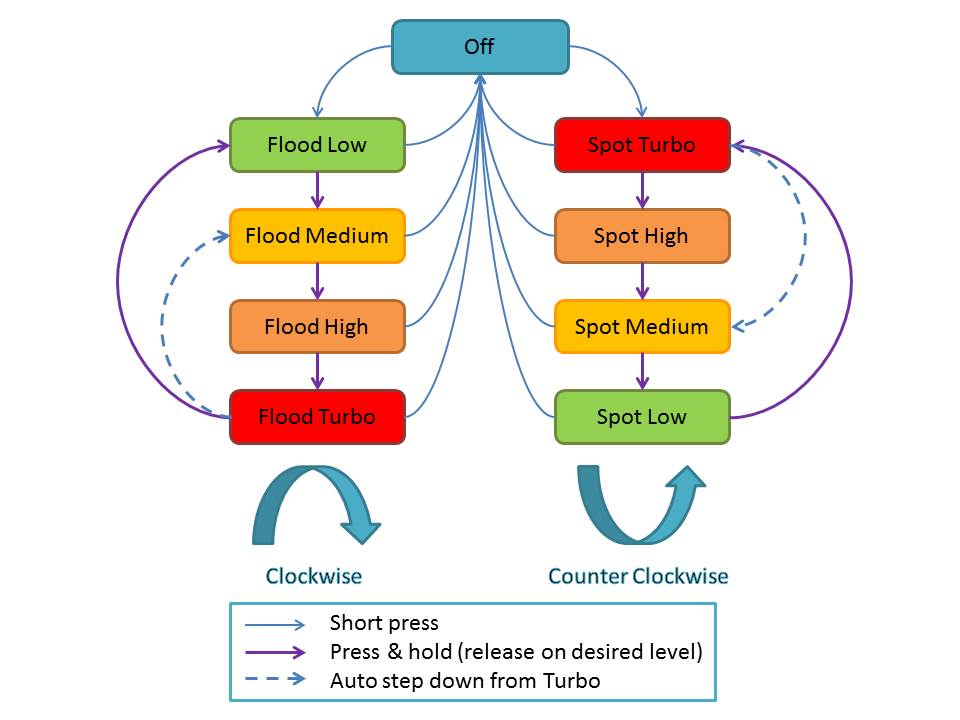 Off
Flood Low
Spot Turbo
Flood Medium
Spot High
Flood High
Spot Medium
Flood Turbo
Spot Low
Clockwise
Counter Clockwise
Short press
Press & hold (release on desired level)
Auto step down from Turbo